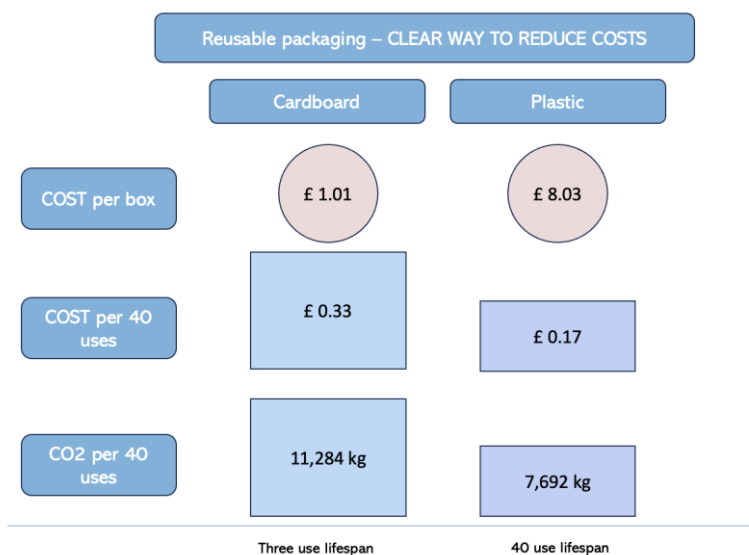 Reusable packaging – CLEAR WAY TO REDUCE COSTS
Cardboard
Plastic
COST per box
£ 1.01
£ 8.03
COST per 40
uses
£ 0.33
£ 0.17
CO2 per 40
uses
11,284 kg
7,692 kg
Three use lifespan
40 use lifespan